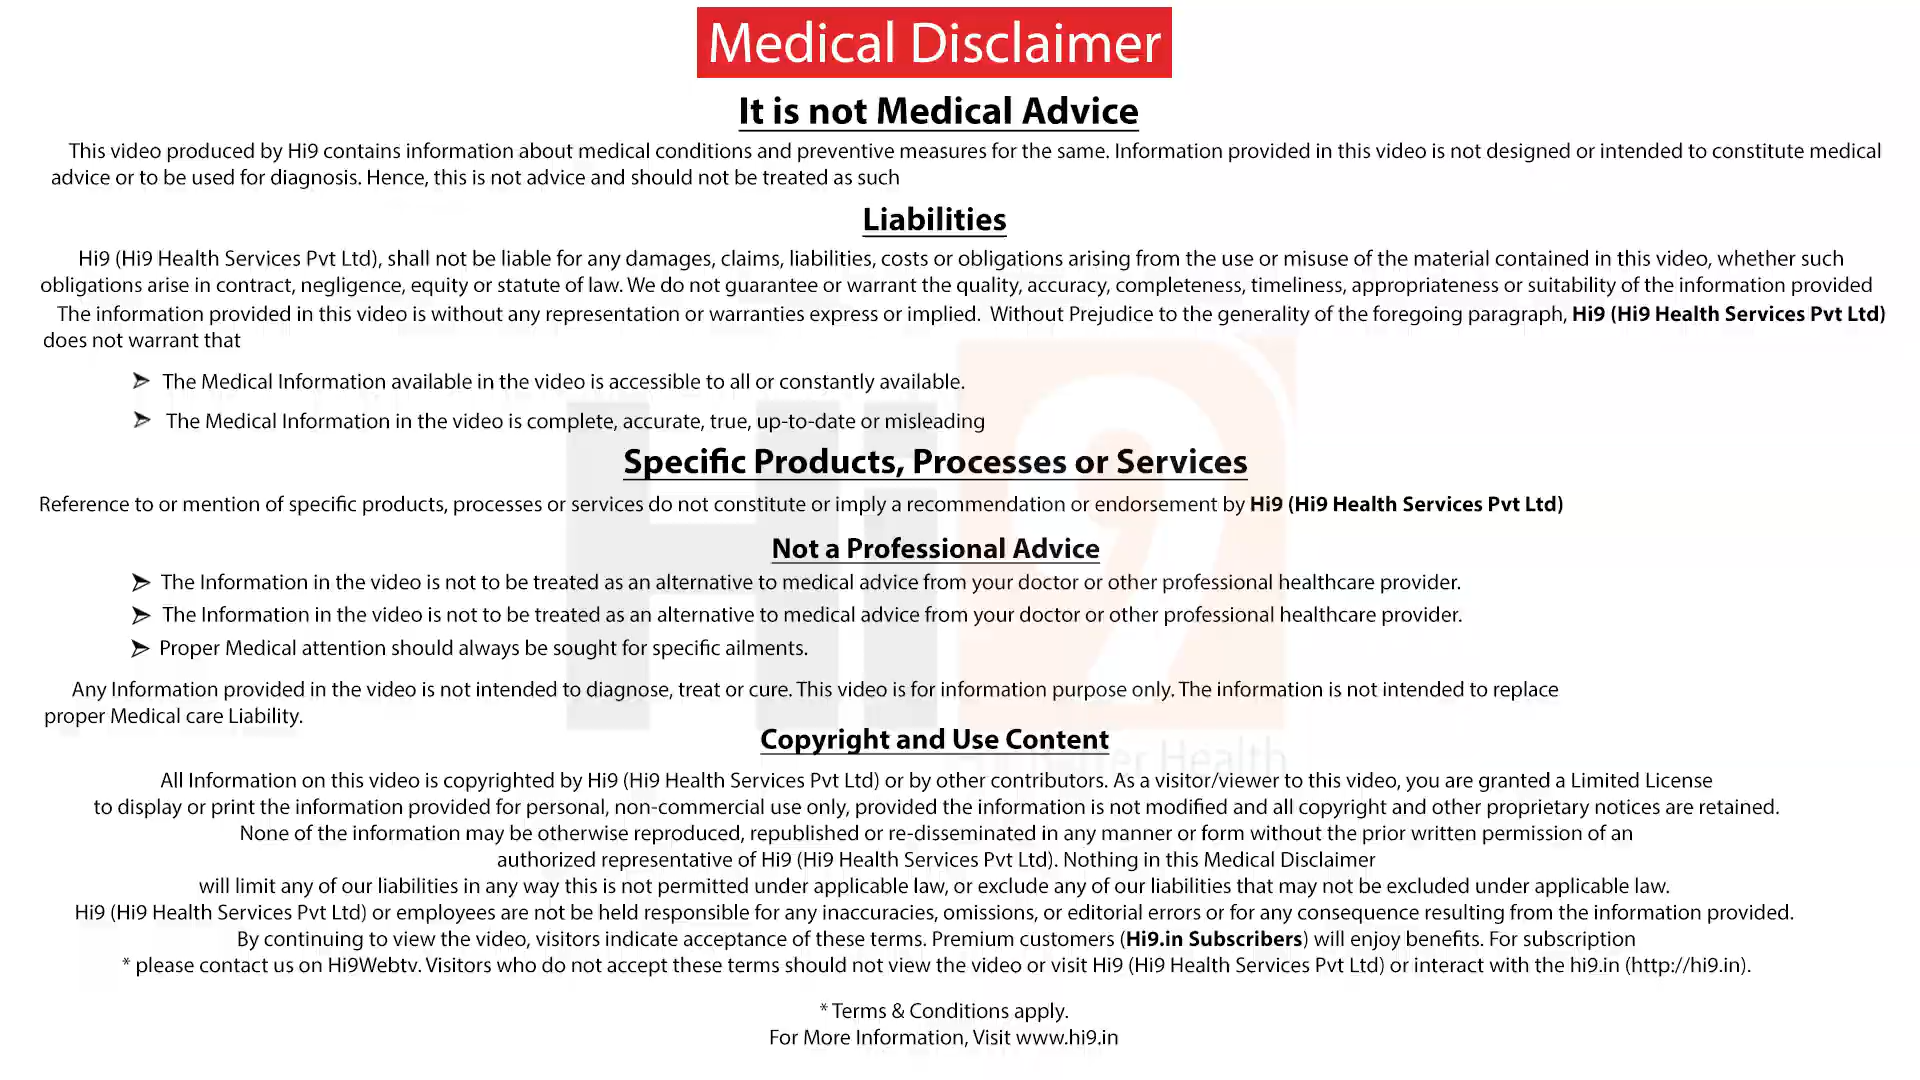 Medical Disclaimer
It is not Medical Advice
This video produced by Hi9 contains information about medical conditions and preventive measures for the same. Information provided in this video is not designed or intended to constitute medical
advice or to be used for diagnosis. Hence, this is not advice and should not be treated as such
Liabilities
Hi9 (Hi9 Health Services Pvt Ltd), shall not be liable for any damages, claims, liabilities, costs or obligations arising from the use or misuse of the material contained in this video, whether such
obligations arise in contract, negligence, equity or statute of law. We do not guarantee or warrant the quality, accuracy, completeness, timeliness, appropriateness or suitability of the information provided
The information provided in this video is without any representation or warranties express or implied. Without Prejudice to the generality of the foregoing paragraph, Hi9 (Hi9 Health Services Pvt Ltd)
does not warrant that
➢ The Medical Information available in the video is accessible to all or constantly available.
➢ The Medical Information in the video is complete, accurate, true, up-to-date or misleading
Specific Products, Processes or Services
Reference to or mention of specific products, processes or services do not constitute or imply a recommendation or endorsement by Hi9 (Hi9 Health Services Pvt Ltd)
Not a Professional Advice
➢ The Information in the video is not to be treated as an alternative to medical advice from your doctor or other professional healthcare provider.
➢ The Information in the video is not to be treated as an alternative to medical advice from your doctor or other professional healthcare provider.
➢ Proper Medical attention should always be sought for specific ailments.
Any Information provided in the video is not intended to diagnose, treat or cure. This video is for information purpose only. The information is not intended to replace
proper Medical care Liability.
Hi9
Health
Copyright and Use Content
All Information on this video is copyrighted by Hi9 (Hi9 Health Services Pvt Ltd) or by other contributors. As a visitor/viewer to this video, you are granted a Limited License
to display or print the information provided for personal, non-commercial use only, provided the information is not modified and all copyright and other proprietary notices are retained.
None of the information may be otherwise reproduced, republished or re-disseminated in any manner or form without the prior written permission of an
authorized representative of Hi9 (Hi9 Health Services Pvt Ltd). Nothing in this Medical Disclaimer
will limit any of our liabilities in any way this is not permitted under applicable law, or exclude any of our liabilities that may not be excluded under applicable law.
Hi9 (Hi9 Health Services Pvt Ltd) or employees are not be held responsible for any inaccuracies, omissions, or editorial errors or for any consequence resulting from the information provided.
By continuing to view the video, visitors indicate acceptance of these terms. Premium customers (Hi9.in Subscribers) will enjoy benefits. For subscription
* please contact us on Hi9Webtv. Visitors who do not accept these terms should not view the video or visit Hi9 (Hi9 Health Services Pvt Ltd) or interact with the hi9.in (http://hi9.in).
* Terms & Conditions apply.
For More Information, Visit www.hi9.in